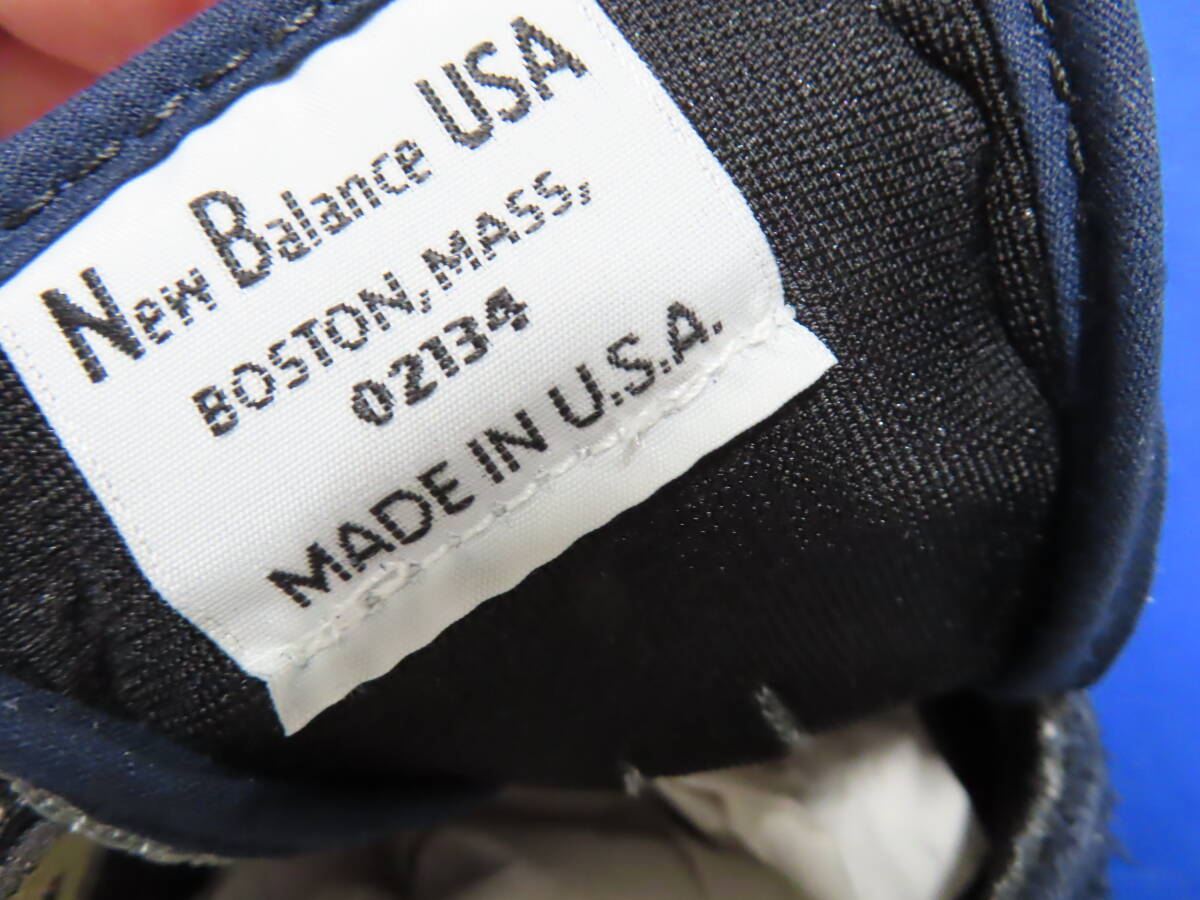 New Balance USA
BOSTON, MASS,
02134
MADE IN U.S.A.